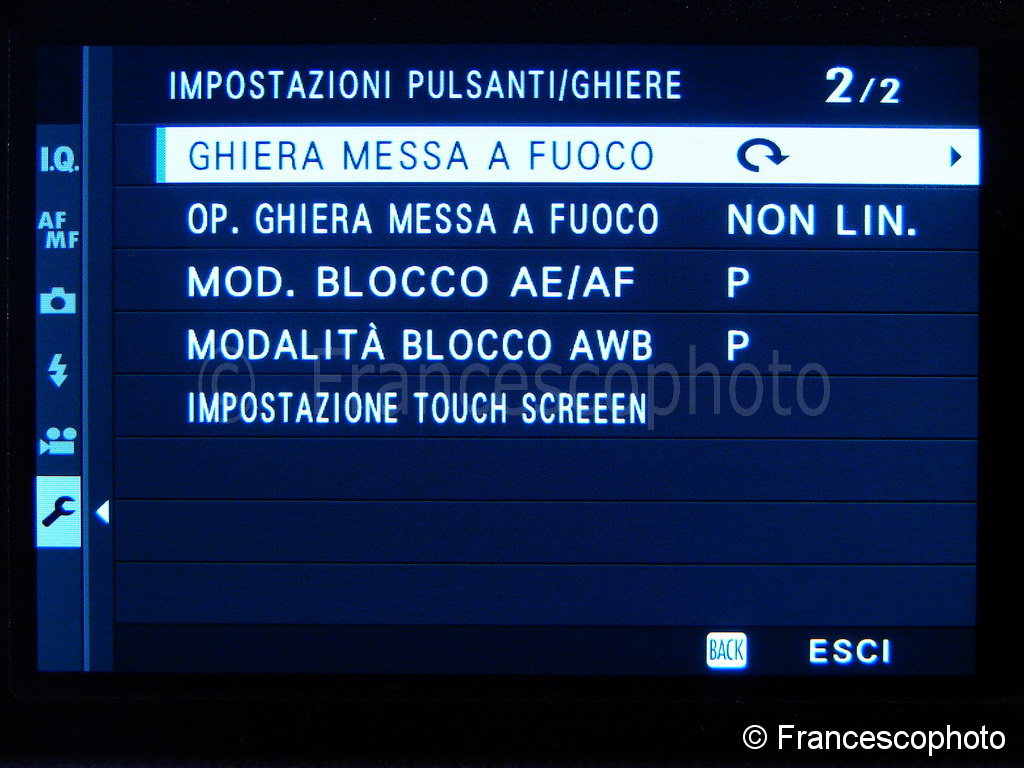 IMPOSTAZIONI PULSANTI/GHIERE 2/2
I.Q.
GHIERA MESSA A FUOCO
AF
MF
OP. GHIERA MESSA A FUOCO NON LIN.
MOD. BLOCCO AE/AF P
MODALITÀ BLOCCO AWB P
© Francescophoto
IMPOSTAZIONE TOUCH SCREEEN
BACK ESCI
© Francescophoto